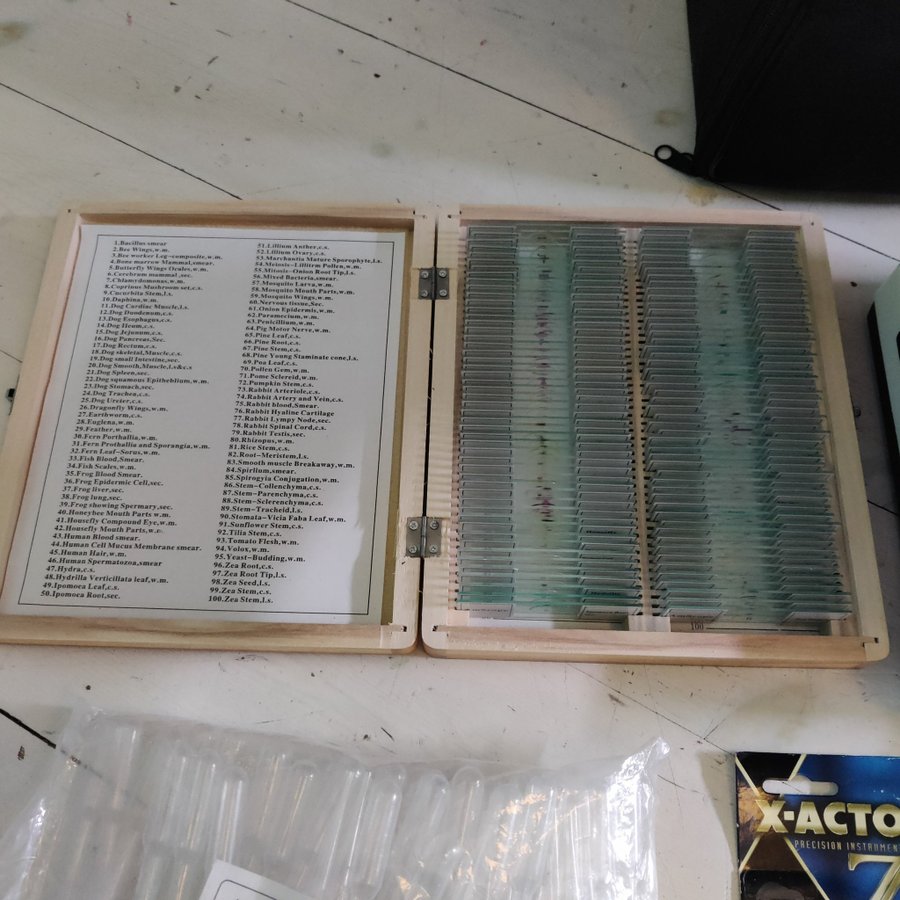 1.Bacillus smear
2.Bee Wings,w.m.
3.Bee worker Leg-composite,w.m.
4.Bone marrow Mammal,smear.
5.Butterfly Wings Ocales,w.m.
6.Cerebrum mammal,sec.
7.Chlamydomonas,w.m.
8.Coprinus Mushroom set,c.s.
9.Cucurbita Stem,l.s.
10.Daphina,w.m.
11.Dog Cardiac Muscle,l.s.
12.Dog Duodenum,c.s.
13.Dog Esophagus,c.s.
14.Dog Ileum,c.s.
15.Dog Jejunum,c.s.
16.Dog Pancreas,Sec.
17.Dog Rectum,c.s.
18.Dog skeletal,Muscle,c.s.
19.Dog small Intestine,sec.
20.Dog Smooth,Muscle,l.s&c.s
21.Dog Spleen,sec.
22.Dog squamous Epitheblium,w.m.
23.Dog Stomach,sec.
24.Dog Trachea,c.s.
25.Dog Ureter,c.s.
26.Dragonfly Wings,w.m.
27.Earthworm,c.s.
28.Euglena,w.m.
29.Feather,w.m.
30.Fern Porthallia,w.m.
31.Fern Prothallia and Sporangia,w.m.
32.Fern Leaf-Sorus,w.m.
33.Fish Blood,Smear.
34.Fish Scales,w.m.
35.Frog Blood Smear.
36.Frog Epidermic Cell,sec.
37.Frog liver,sec.
38.Frog lung,sec.
39.Frog showing Spermary,sec.
40.Honeybee Mouth Parts w.m.
41.Housefly Compound Eye,w.m.
42.Housefly Mouth Parts,w.
43.Human Blood smear.
44.Human Cell Mucus Membrane smear.
45.Human Hair,w.m.
46.Human Spermatozoa,smear
47.Hydra,c.s.
48.Hydrilla Verticillata leaf,w.m.
49.Ipomoea Leaf,c.s.
50.Ipomoea Root,sec.
51.Lillium Anther,c.s.
52.Lillium Ovary,c.s.
53.Marchantia Mature Sporophyte,l.s.
54.Meiosis-Lillitrm Pollen,w.m.
55.Mitosis-Onion Root Tip,l.s.
56.Mixed Bacteria,smear.
57.Mosquito Larva,w.m.
58.Mosquito Mouth Parts,w.m.
59.Mozquito Wings,w.m.
60.Nervous tissue,Sec.
61.Onion Epidermis,w.m.
62.Paramecium,w.m.
63.Penicillium,w.m.
64.Pig Motor Nerve,w.m.
65.Pine Leaf,c.s.
66.Pine Root,c.s.
67.Pine Stem,c.s.
68.Pine Young Staminate cone,l.s.
69.Poa Leaf,c.s.
70.Pollen Gem,w.m.
71.Pome Sclereid,w.m.
72.Pumpkin Stem,c.s.
73.Rabbit Arteriole,c.s.
74.Rabbit Artery and Vein,c.s.
75.Rabbit blood,Smear.
76.Rabbit Hyaline Cartilage
77.Rabbit Lympy Node,sec.
78.Rabbit Spinal Cord,c.s.
79.Rabbit Testis,sec.
80.Rhizopus,w.m.
81.Rice Stem,c.s.
82.Root-Meristem,l.s.
83.Smooth muscle Breakaway,w.m.
84.Spirlium,smear.
85.Spirogyia Conjugation,w.m.
86.Stem-Collenchyma,c.s.
87.Stem-Parenchyma,c.s.
88.Stem-Sclerenchyma,c.s.
89.Stem-Tracheid,l.s.
90.Stomata-Vicia Faba Leaf,w.m.
91.Sunflower Stem,c.s.
92.Tilia Stem,c.s.
93.Tomato Flesh,w.m.
94.Volox,w.m.
95.Yeast-Budding,w.m.
96.Zea Root,c.s.
97.Zea Root Tip,l.s.
98.Zea Seed,l.s.
99.Zea Stem,c.s.
100.Zea Stem,l.s.
100
X-ACTO
PRECISION INSTRUMEN
7